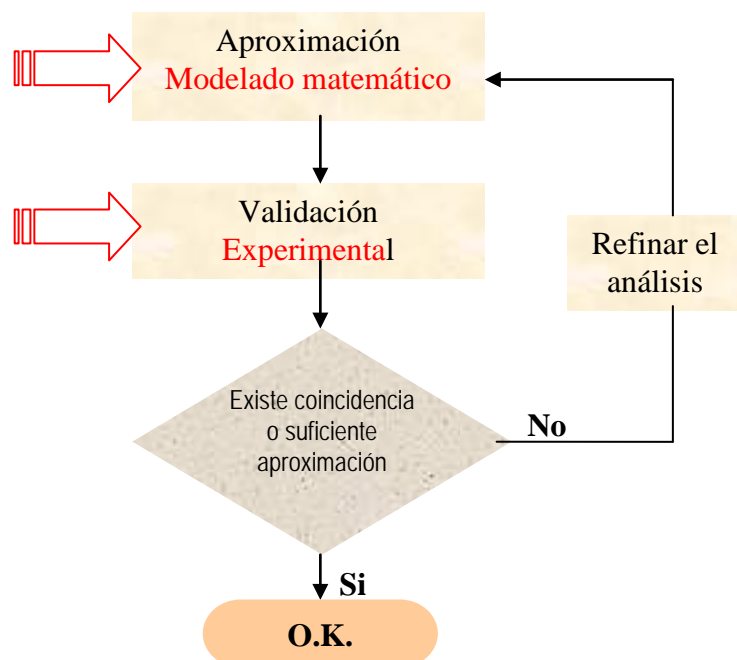 Aproximación
Modelado matemático
Validación
Experimental
Refinar el
análisis
Existe coincidencia
o suficiente
aproximación
No
Si
O.K.